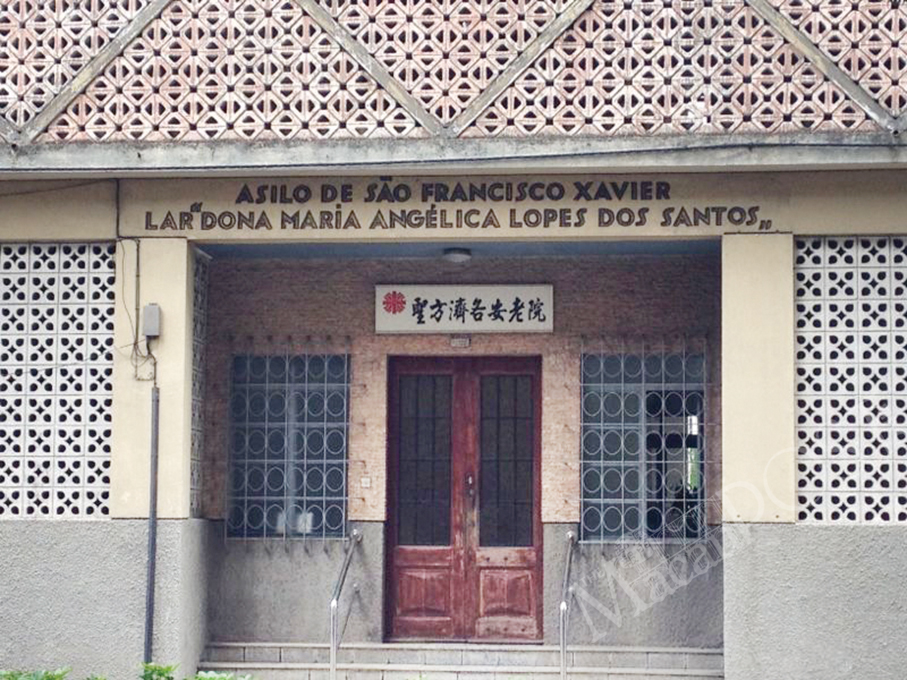 ASILO DE SÃO FRANCISCO XAVIER
LAR "DONA MARIA ANGÉLICA LOPES DOS SANTOS„
聖方濟各安老院